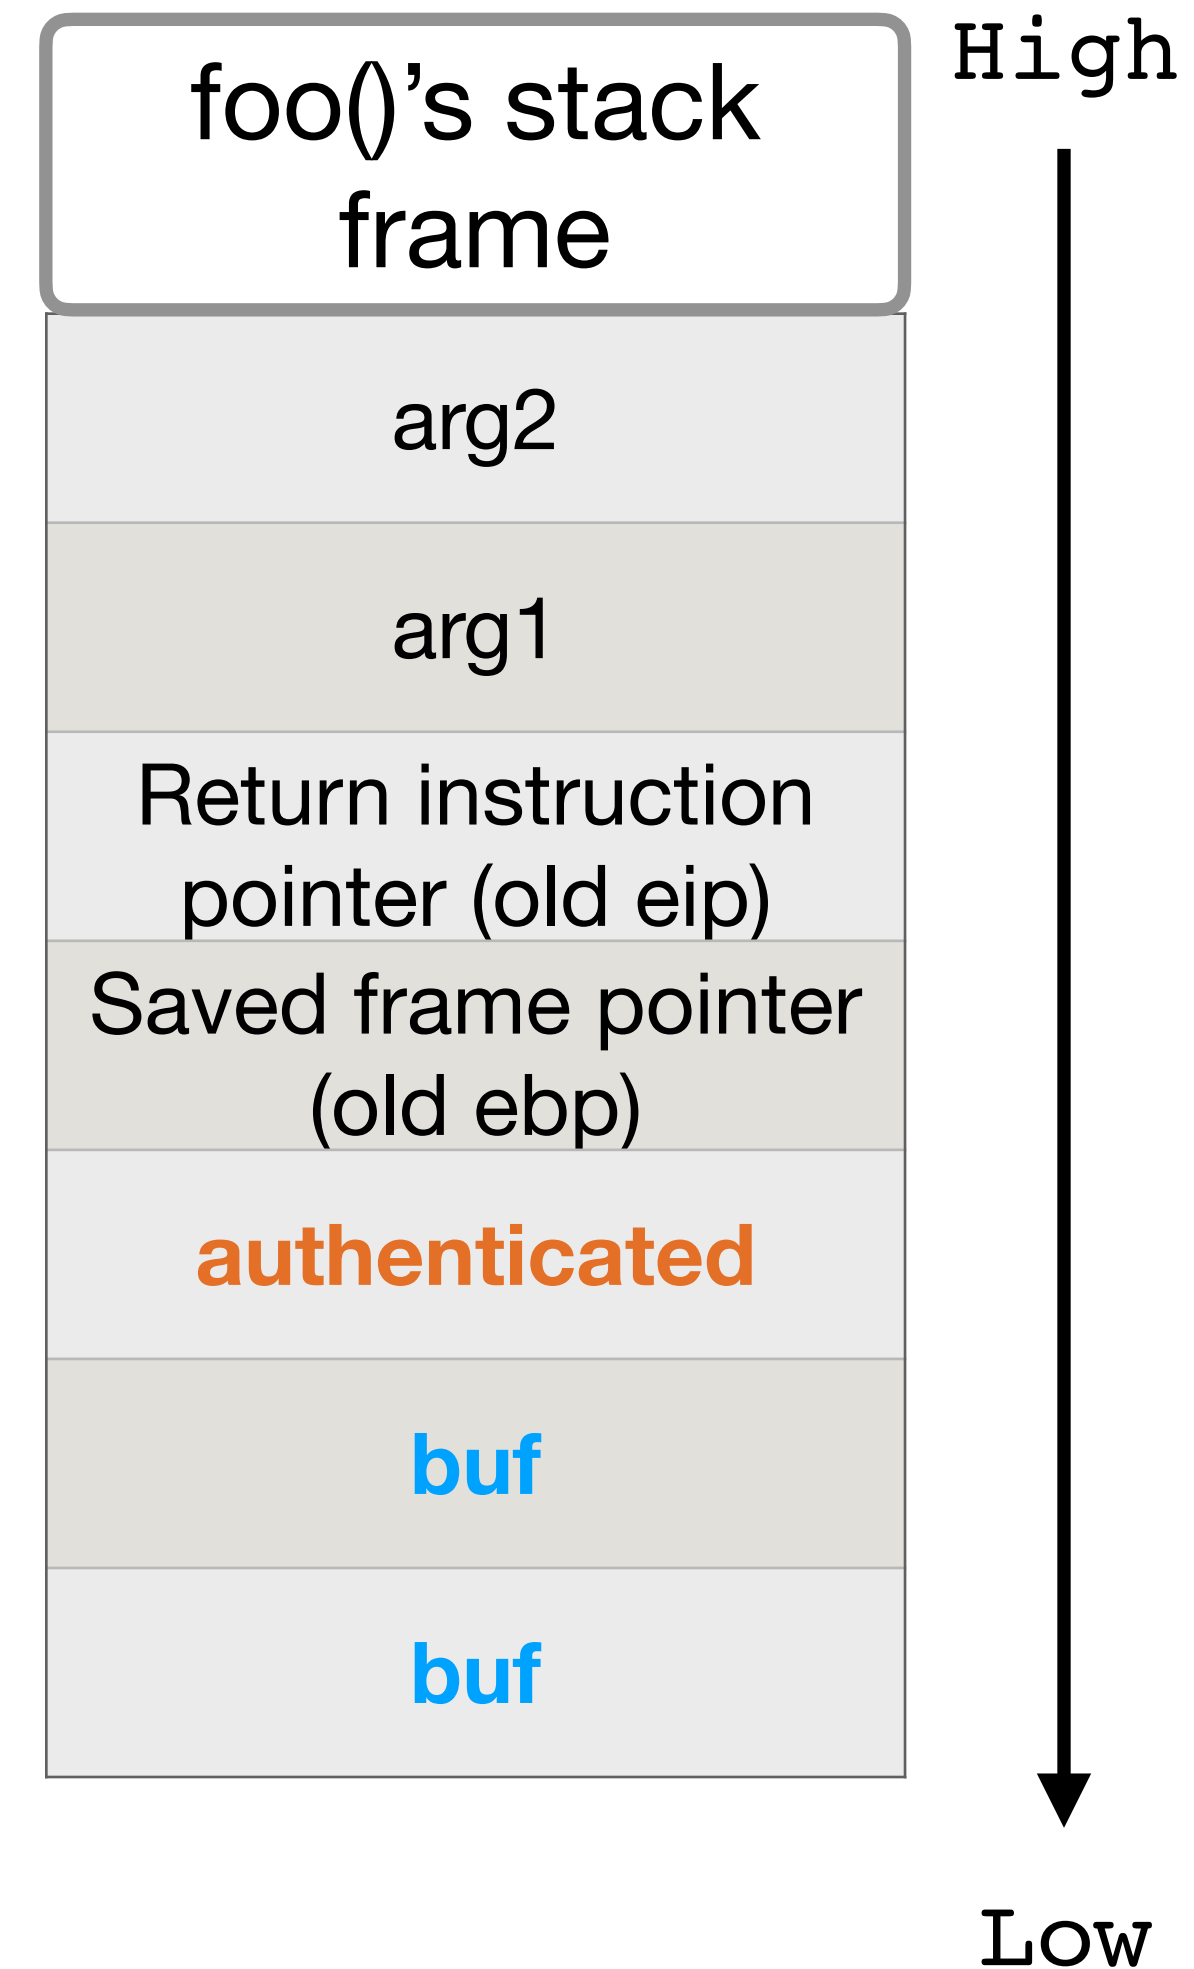 foo()’s stack
frame
High
arg2
arg1
Return instruction
pointer (old eip)
Saved frame pointer
(old ebp)
authenticated
buf
buf
Low